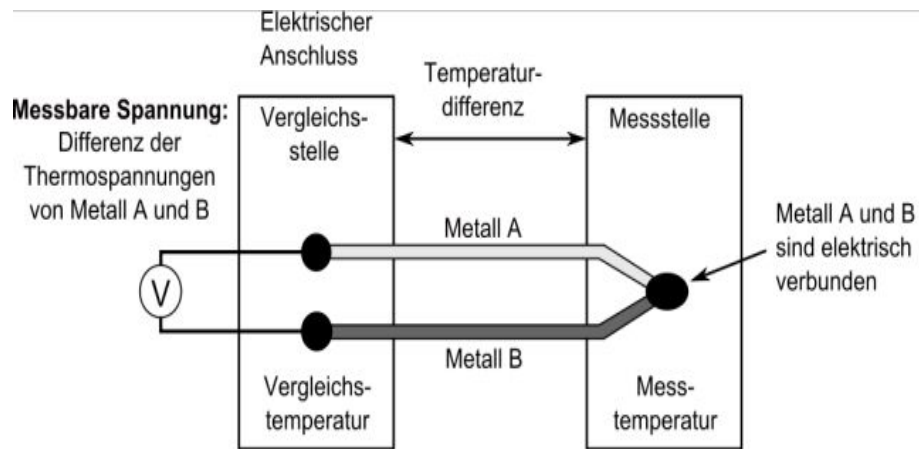 Elektrischer
Anschluss
Messbare Spannung:
Differenz der
Thermospannungen
von Metall A und B
Vergleichs-
stelle
Temperatur-
differenz
Messstelle
Metall A
Metall A und B
sind elektrisch
verbunden
V
Metall B
Vergleichs-
temperatur
Mess-
temperatur